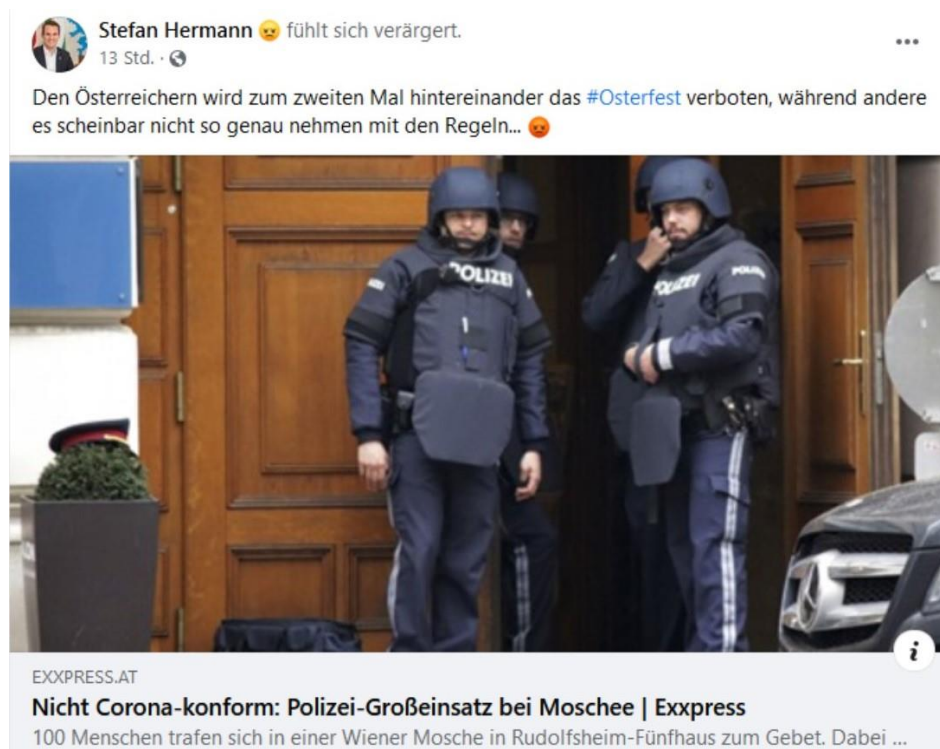 Stefan Hermann 😠 fühlt sich verärgert.
13 Std. ·
Den Österreichern wird zum zweiten Mal hintereinander das #Osterfest verboten, während andere
es scheinbar nicht so genau nehmen mit den Regeln... 😡
POLIZEI
POLIZEI
EXXPRESS.AT
Nicht Corona-konform: Polizei-Großeinsatz bei Moschee | Exxpress
100 Menschen trafen sich in einer Wiener Mosche in Rudolfsheim-Fünfhaus zum Gebet. Dabei ...